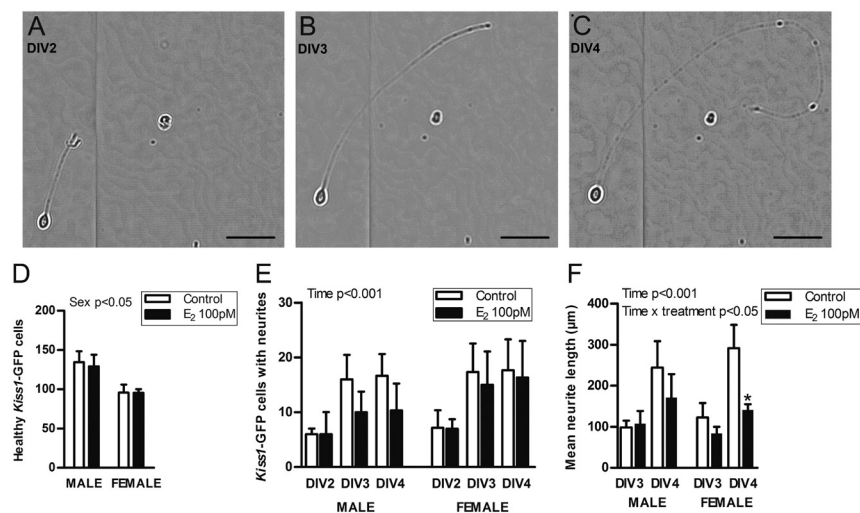 A
DIV2
B
DIV3
C
DIV4
D
Healthy Kiss1-GFP cells
200
150
100
50
0
Sex p<0.05
Control
E2 100pM
MALE FEMALE
E
Kiss1-GFP cells with neurites
30
20
10
0
Time p<0.001
Control
E2 100pM
DIV2 DIV3 DIV4 DIV2 DIV3 DIV4
MALE FEMALE
F
Mean neurite length (μm)
400
300
200
100
0
Time p<0.001
Time x treatment p<0.05
Control
E2 100pM
*
DIV3 DIV4 DIV3 DIV4
MALE FEMALE